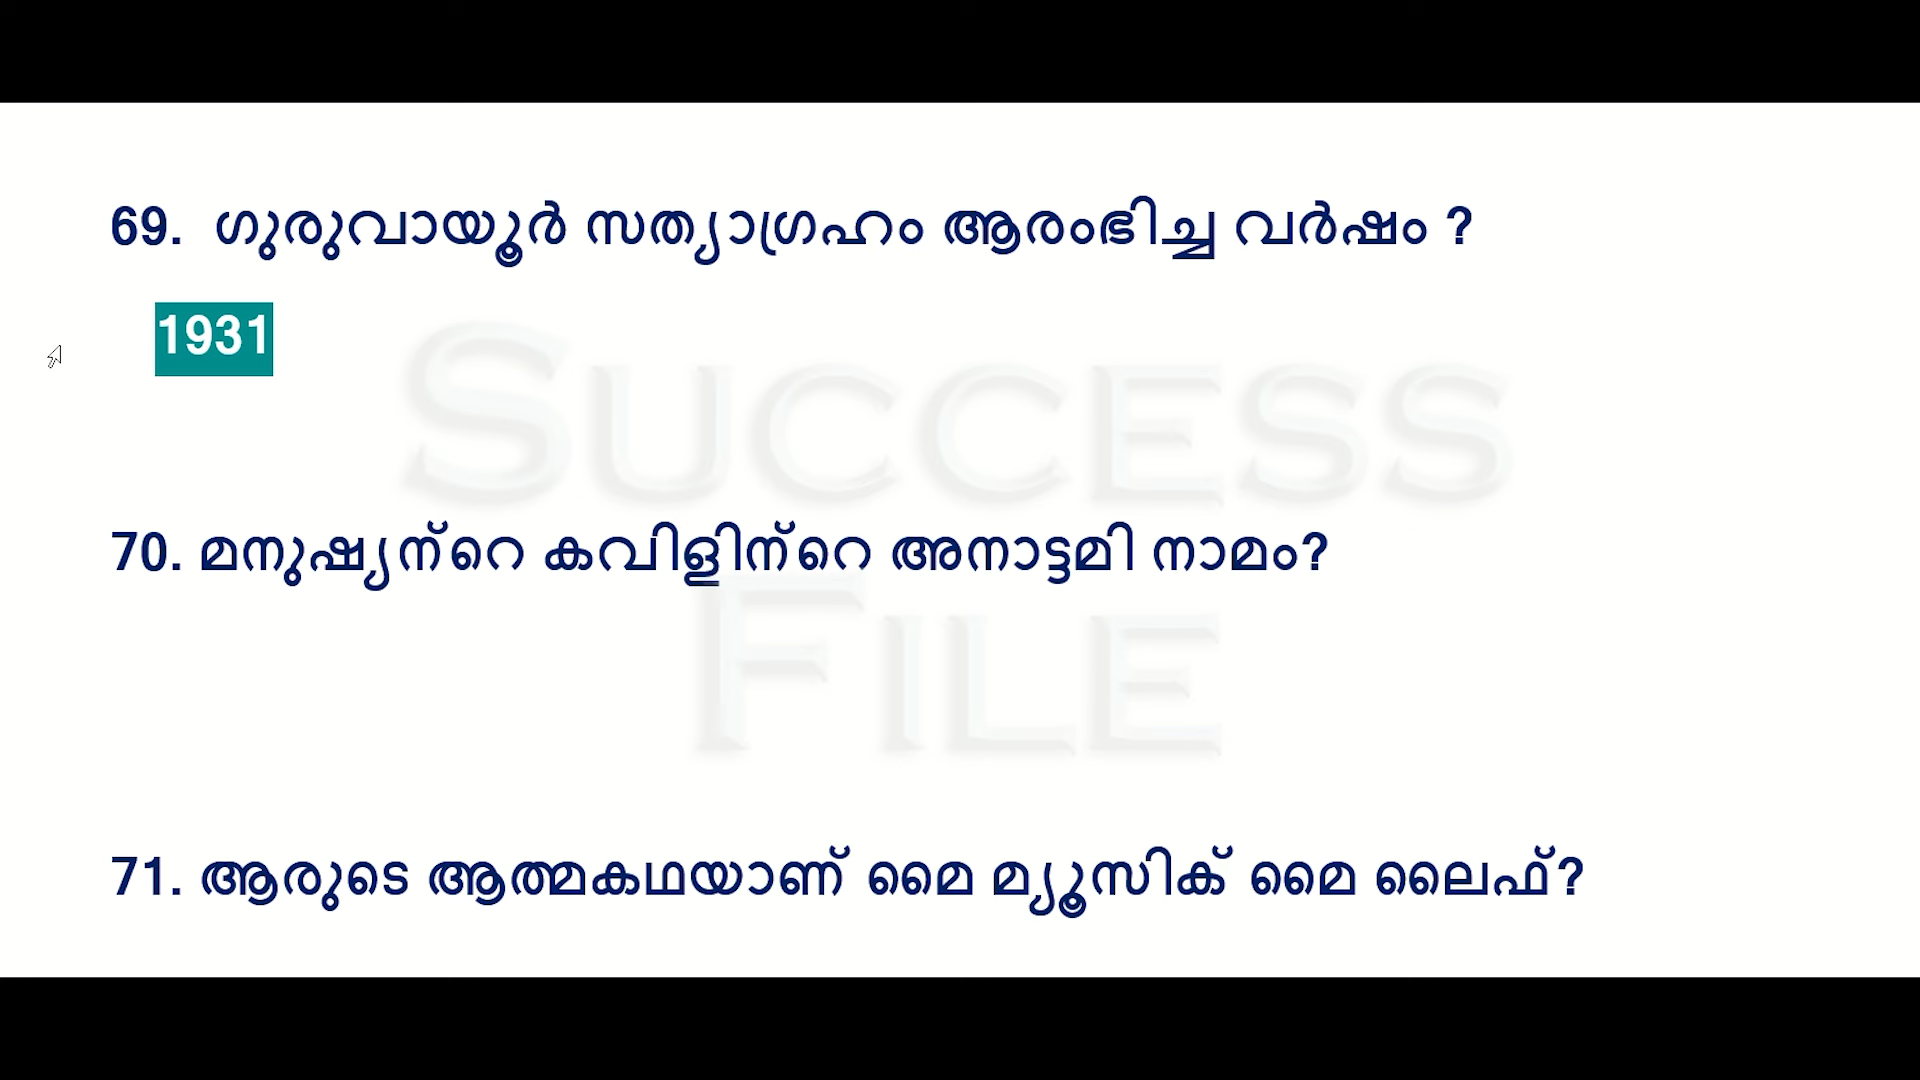 69. ഗുരുവായൂർ സത്യാഗ്രഹം ആരംഭിച്ച വർഷം ?
1931
SUCCESS
70. മനുഷ്യന്റെ കവിളിന്റെ അനാട്ടമി നാമം?
FILE
71. ആരുടെ ആത്മകഥയാണ് മൈ മ്യൂസിക് മൈ ലൈഫ്?